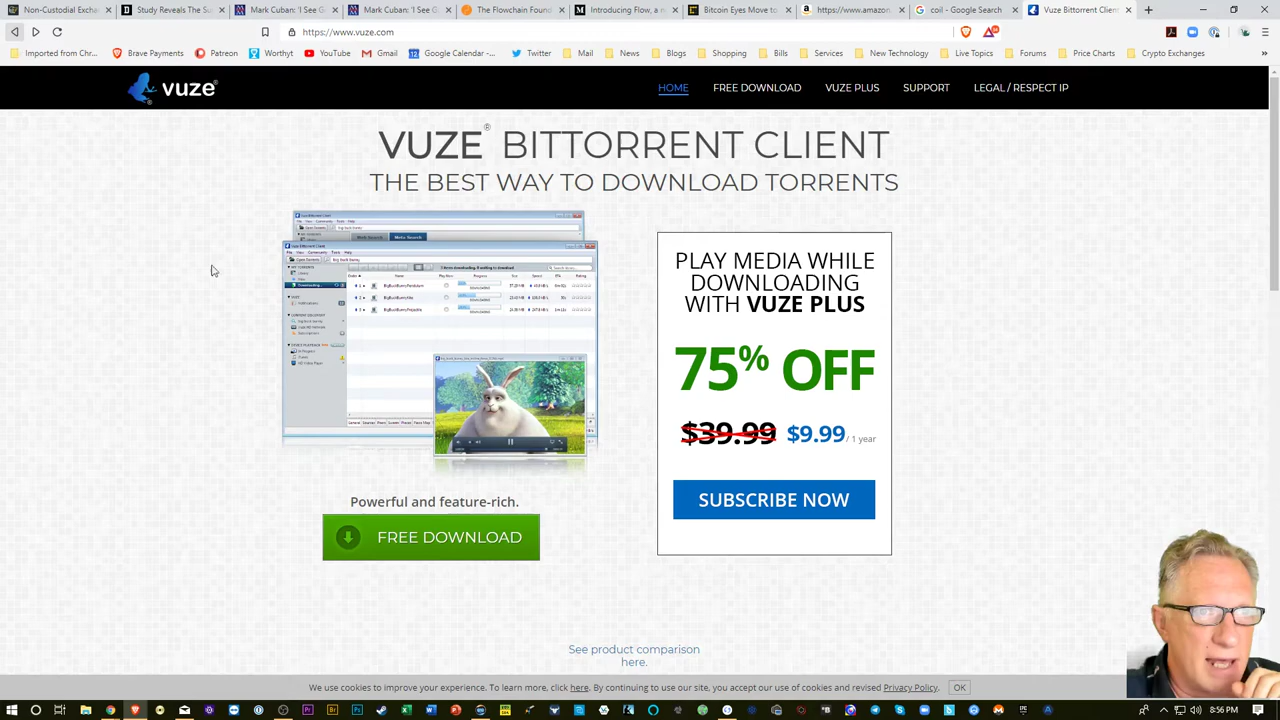 Non-Custodial Exchan
Study Reveals The Suc
Mark Cuban: 'I See G
Mark Cuban: 'I See G
The Flowchain Found
Introducing Flow, a n
Bitcoin Eyes Move to
https://www.amazon.
coil - Google Search
Vuze Bittorrent Clien
https://www.vuze.com
Imported from Chro...
Brave Payments
Patreon
Worthyt
YouTube
Gmail
Google Calendar - ...
Twitter
Mail
News
Blogs
Shopping
Bills
Services
New Technology
Live Topics
Forums
Price Charts
Crypto Exchanges
vuze®
HOME
FREE DOWNLOAD
VUZE PLUS
SUPPORT
LEGAL / RESPECT IP
VUZE® BITTORRENT CLIENT
THE BEST WAY TO DOWNLOAD TORRENTS
PLAY MEDIA WHILE
DOWNLOADING
WITH VUZE PLUS
75% OFF
$39.99 $9.99 / 1 year
SUBSCRIBE NOW
Powerful and feature-rich.
FREE DOWNLOAD
See product comparison
here.
We use cookies to improve your experience. To learn more, click here. By continuing to use our site, you accept our use of cookies and revised Privacy Policy. OK
8:56 PM